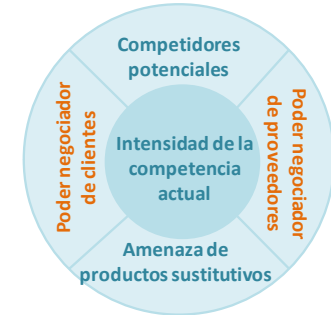 Competidores
potenciales
Poder negociador
de clientes
Intensidad de la
competencia
actual
Poder negociador
de proveedores
Amenaza de
productos sustitutivos